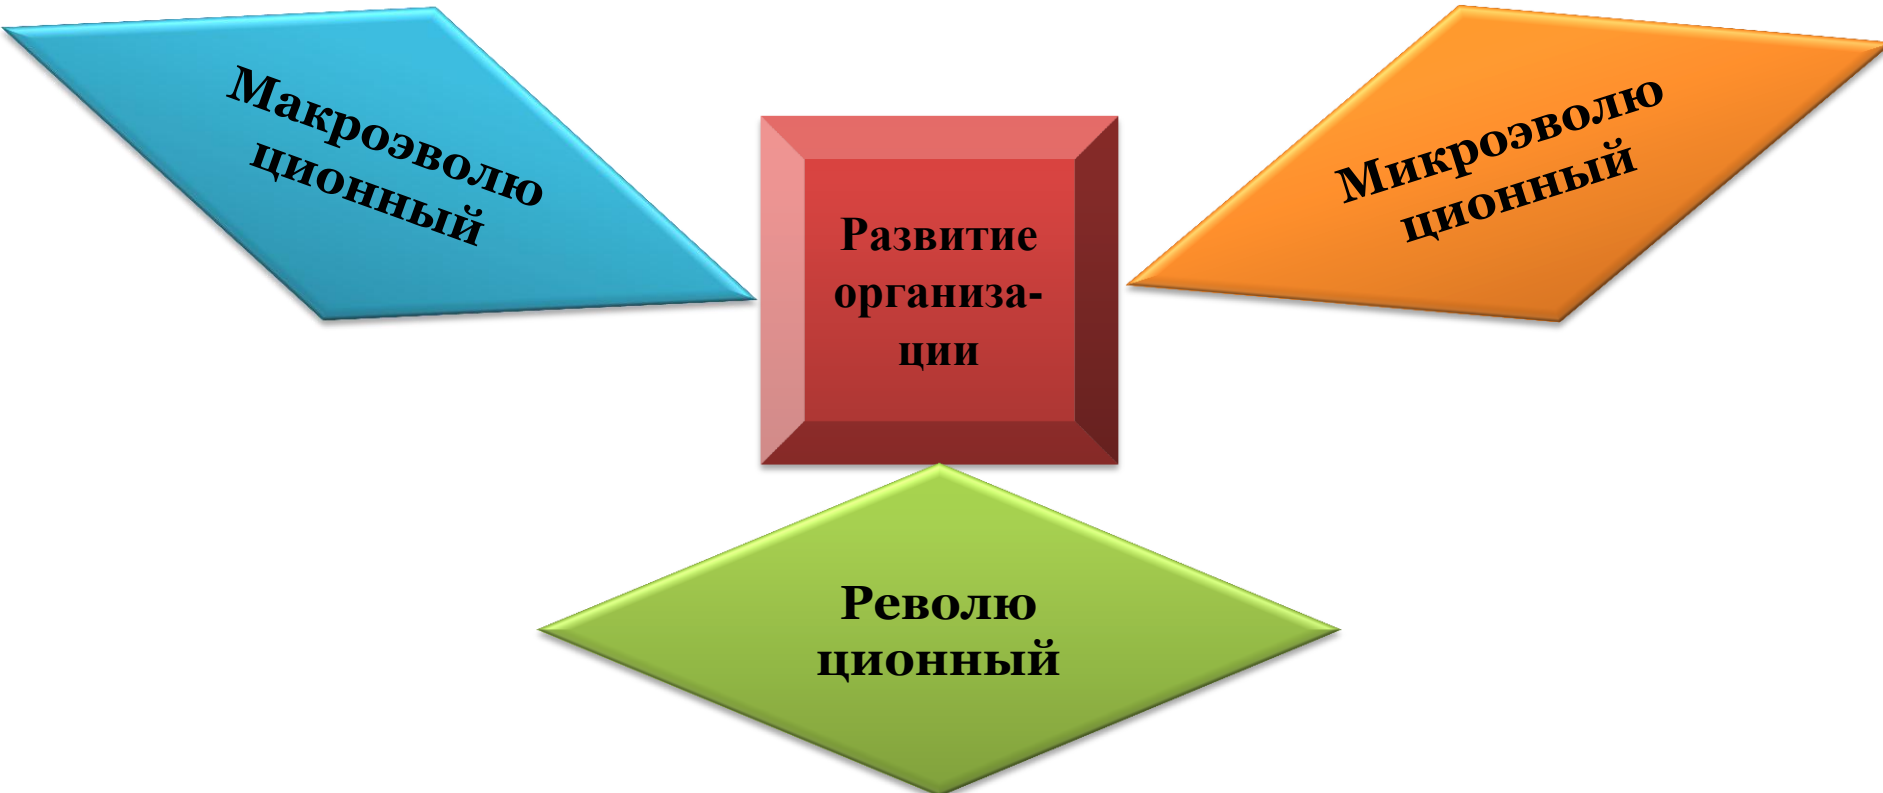 Макроэволю
ционный
Микроэволю
ционный
Развитие
организа-
ции
Револю
ционный